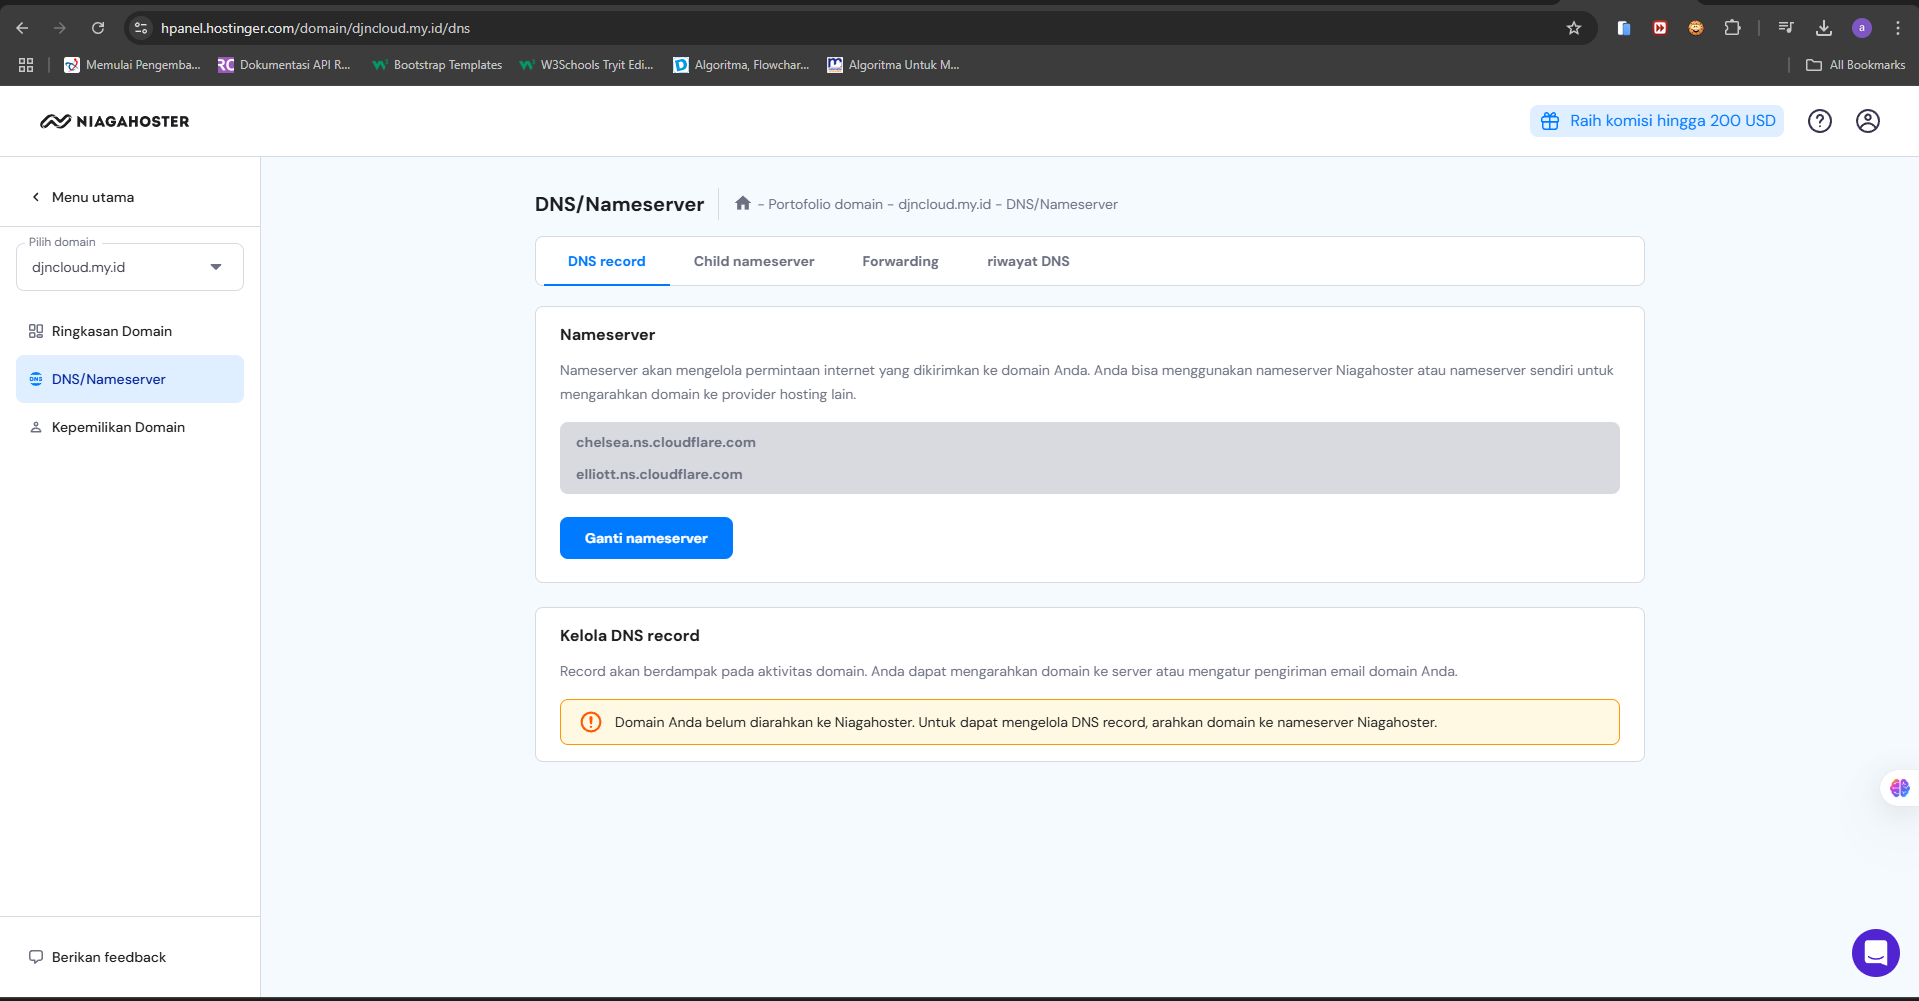 hpanel.hostinger.com/domain/djncloud.my.id/dns
a
Memulai Pengemba...
RC Dokumentasi API R...
Bootstrap Templates
W3Schools Tryit Edi...
Algoritma, Flowchar...
Algoritma Untuk M...
All Bookmarks
NIAGAHOSTER
Raih komisi hingga 200 USD
Menu utama
Pilih domain
djncloud.my.id
Ringkasan Domain
DNS/Nameserver
Kepemilikan Domain
Berikan feedback
DNS/Nameserver
- Portofolio domain - djncloud.my.id - DNS/Nameserver
DNS record
Child nameserver
Forwarding
riwayat DNS
Nameserver
Nameserver akan mengelola permintaan internet yang dikirimkan ke domain Anda. Anda bisa menggunakan nameserver Niagahoster atau nameserver sendiri untuk
mengarahkan domain ke provider hosting lain.
chelsea.ns.cloudflare.com
elliott.ns.cloudflare.com
Ganti nameserver
Kelola DNS record
Record akan berdampak pada aktivitas domain. Anda dapat mengarahkan domain ke server atau mengatur pengiriman email domain Anda.
Domain Anda belum diarahkan ke Niagahoster. Untuk dapat mengelola DNS record, arahkan domain ke nameserver Niagahoster.